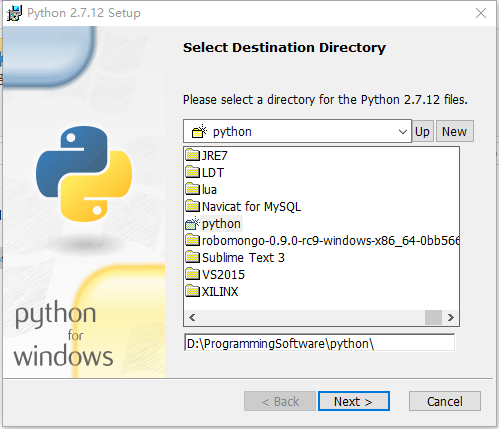 Python 2.7.12 Setup
Select Destination Directory
Please select a directory for the Python 2.7.12 files.
python
Up
New
JRE7
LDT
lua
Navicat for MySQL
python
robomongo-0.9.0-rc9-windows-x86_64-0bb566
Sublime Text 3
VS2015
XILINX
D:\ProgrammingSoftware\python\
python
for
windows
< Back
Next >
Cancel